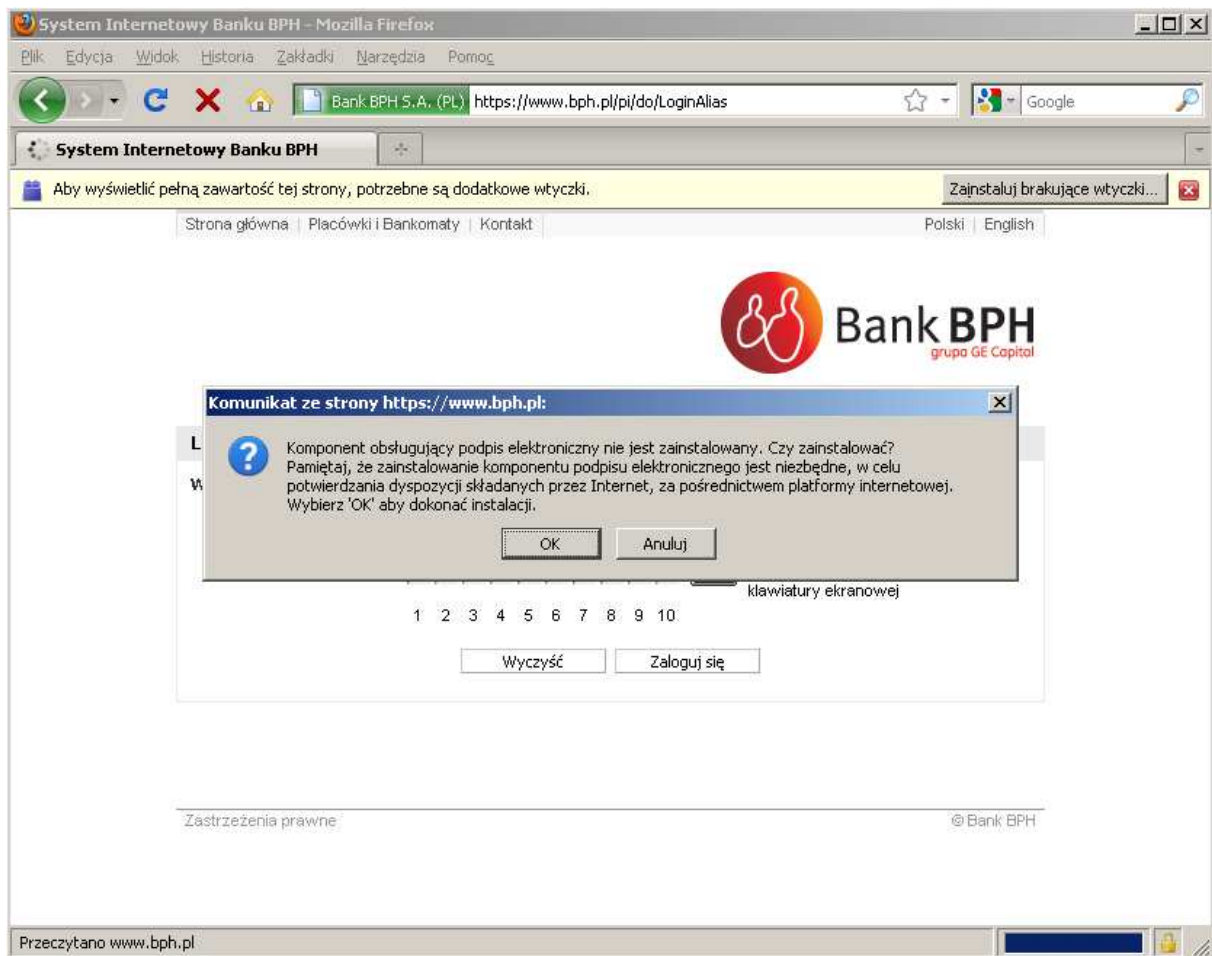 System Internetowy Banku BPH - Mozilla Firefox
Plik Edycja Widok Historia Zakładki Narzędzia Pomoc
Bank BPH S.A. (PL) https://www.bph.pl/pi/do/LoginAlias Google
System Internetowy Banku BPH
Aby wyświetlić pełną zawartość tej strony, potrzebne są dodatkowe wtyczki. Zainstaluj brakujące wtyczki...
Strona główna | Placówki i Bankomaty | Kontakt Polski | English
Bank BPH
grupa GE Capital
Komunikat ze strony https://www.bph.pl:
L
Komponent obsługujący podpis elektroniczny nie jest zainstalowany. Czy zainstalować?
Pamiętaj, że zainstalowanie komponentu podpisu elektronicznego jest niezbędne, w celu
W potwierdzania dyspozycji składanych przez Internet, za pośrednictwem platformy internetowej.
Wybierz 'OK' aby dokonać instalacji.
OK Anuluj
klawiatury ekranowej
1 2 3 4 5 6 7 8 9 10
Wyczyść Zaloguj się
Zastrzeżenia prawne © Bank BPH
Przeczytano www.bph.pl